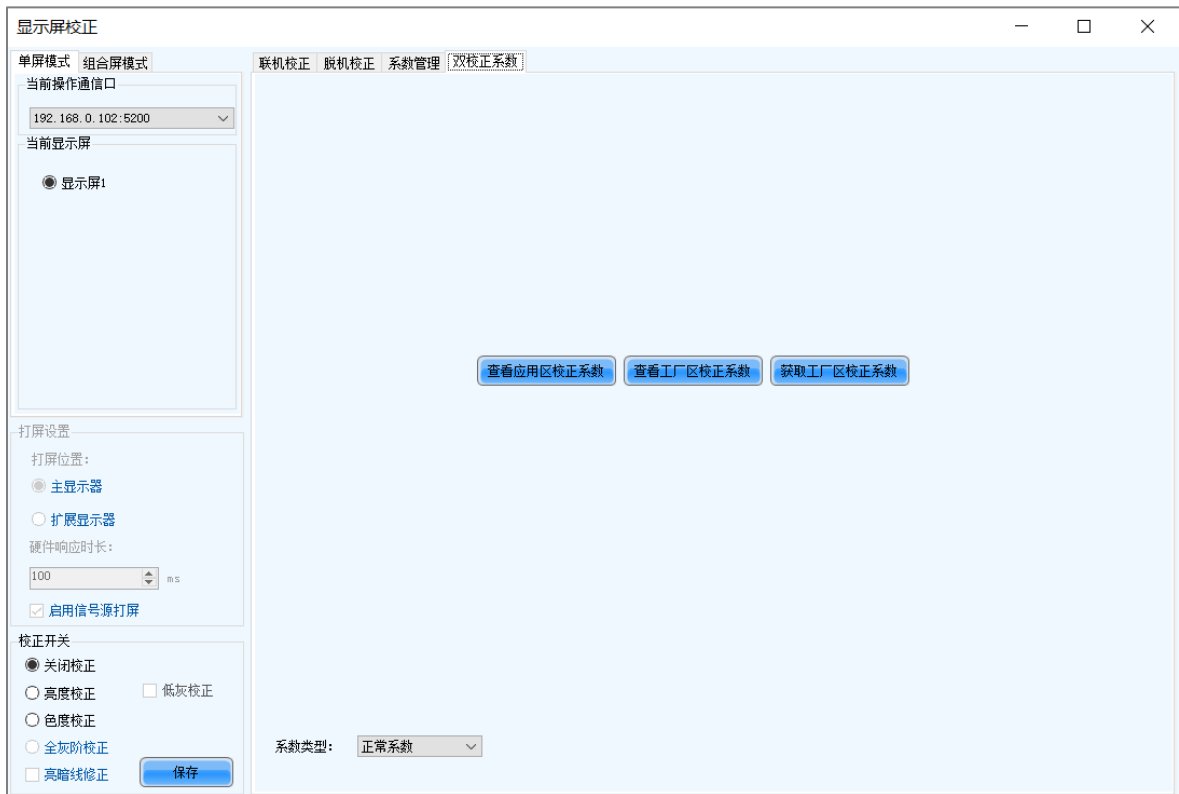 显示屏校正
单屏模式 组合屏模式
联机校正 脱机校正 系数管理 双校正系数
当前操作通信口
192.168.0.102:5200
当前显示屏
显示屏1
查看应用区校正系数 查看工厂区校正系数 获取工厂区校正系数
打屏设置
打屏位置:
主显示器
扩展显示器
硬件响应时长:
100 ms
启用信号源打屏
校正开关
关闭校正
亮度校正 低灰校正
色度校正
全灰阶校正
亮暗线修正 保存
系数类型: 正常系数